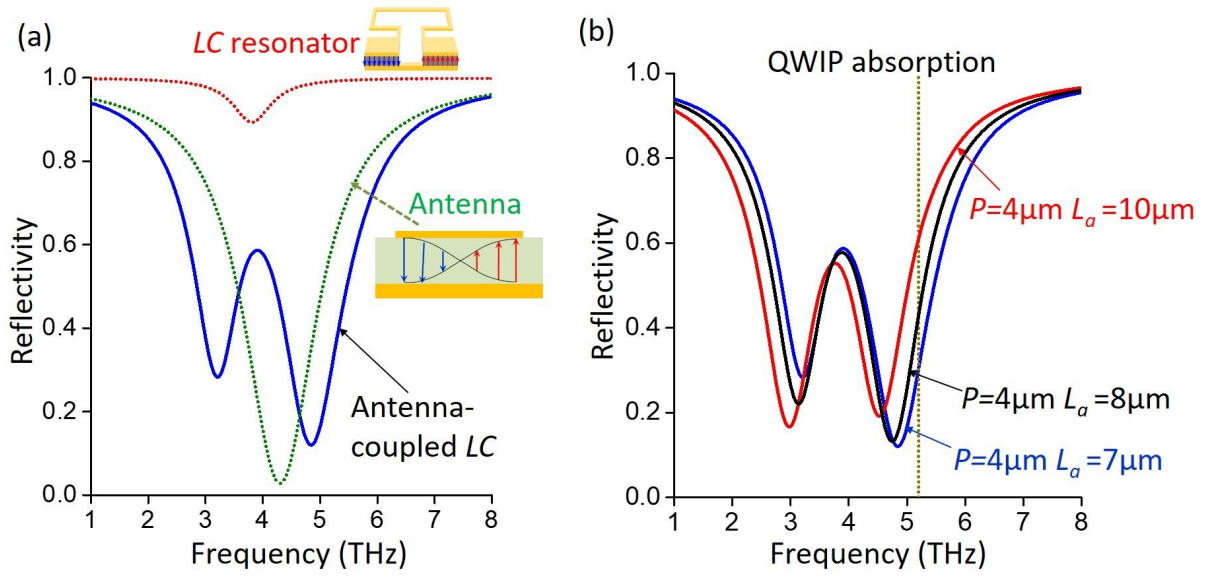 (a)
LC resonator
1.0
0.8
0.6
0.4
0.2
0.0
Reflectivity
Antenna
Antenna-
coupled LC
1 2 3 4 5 6 7 8
Frequency (THz)
(b)
QWIP absorption
1.0
0.8
0.6
0.4
0.2
0.0
Reflectivity
P=4μm Lₐ=10μm
P=4μm Lₐ=8μm
P=4μm Lₐ=7μm
1 2 3 4 5 6 7 8
Frequency (THz)